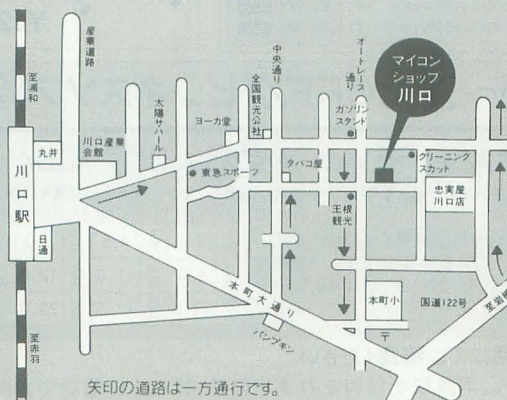 至浦和
産業道路
中央通り
オートレース
通り
マイコン
ショップ
川口
全国観光公社
ガソリン
スタンド
太陽サハール
ヨーカ堂
丸井
川口産業
会館
川口駅
東急スポーツ
タバコ屋
クリーニング
スカット
忠実屋
川口店
王根
観光
日通
本町大通り
本町小
国道122号
至岩槻
至赤羽
パンプキン
〒
矢印の道路は一方通行です。